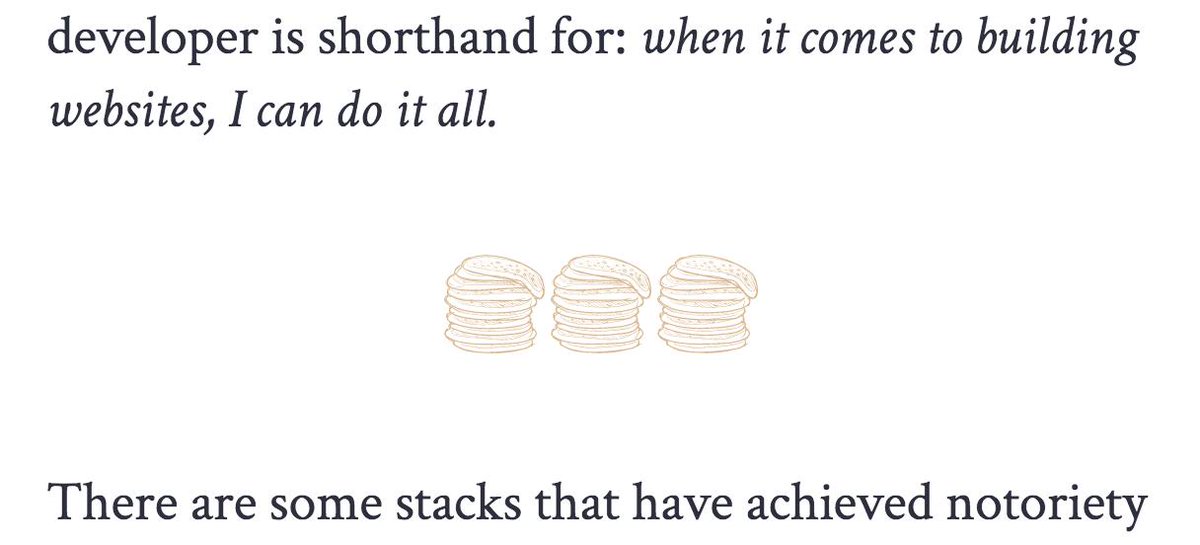 developer is shorthand for: when it comes to building
websites, I can do it all.
There are some stacks that have achieved notoriety